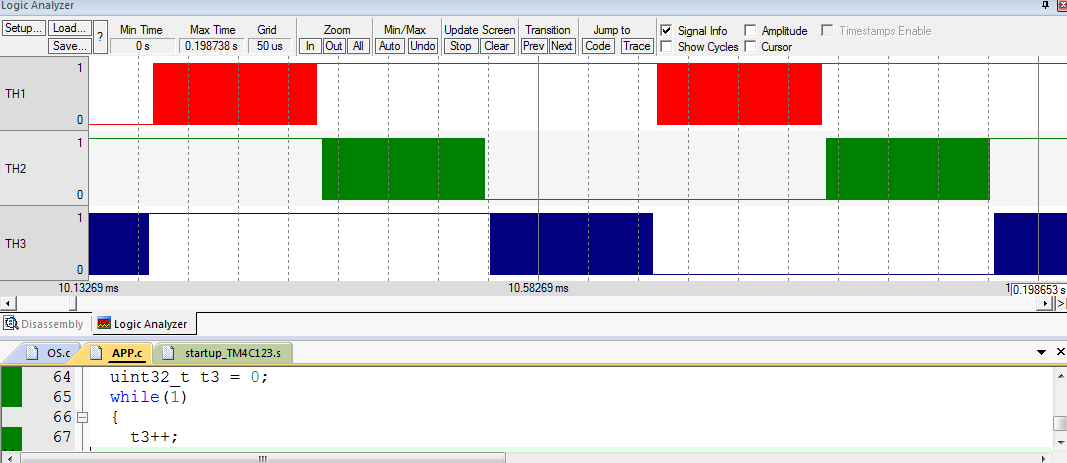 Logic Analyzer
Setup... Load... Save... ? Min Time Max Time Grid Zoom Min/Max Update Screen Transition Jump to Signal Info Amplitude Timestamps Enable
0 s 0.198738 s 50 us In Out All Auto Undo Stop Clear Prev Next Code Trace Show Cycles Cursor
1
TH1
0
1
TH2
0
1
TH3
0
10.13269 ms 10.58269 ms 0.198653 s
Disassembly Logic Analyzer
OS.c APP.c startup_TM4C123.s
64 uint32_t t3 = 0;
65 while(1)
66 {
67 t3++;